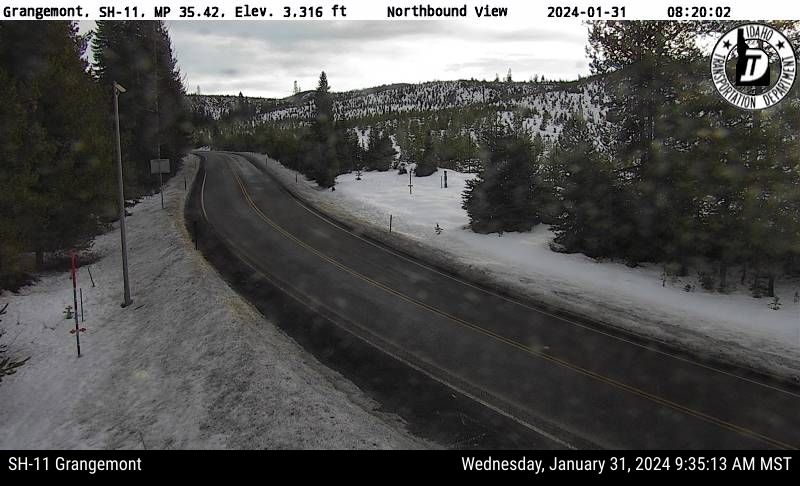 Grangemont, SH-11, MP 35.42, Elev. 3,316 ft Northbound View 2024-01-31 08:20:02
IDAHO
TRANSPORTATION DEPARTMENT
SH-11 Grangemont Wednesday, January 31, 2024 9:35:13 AM MST